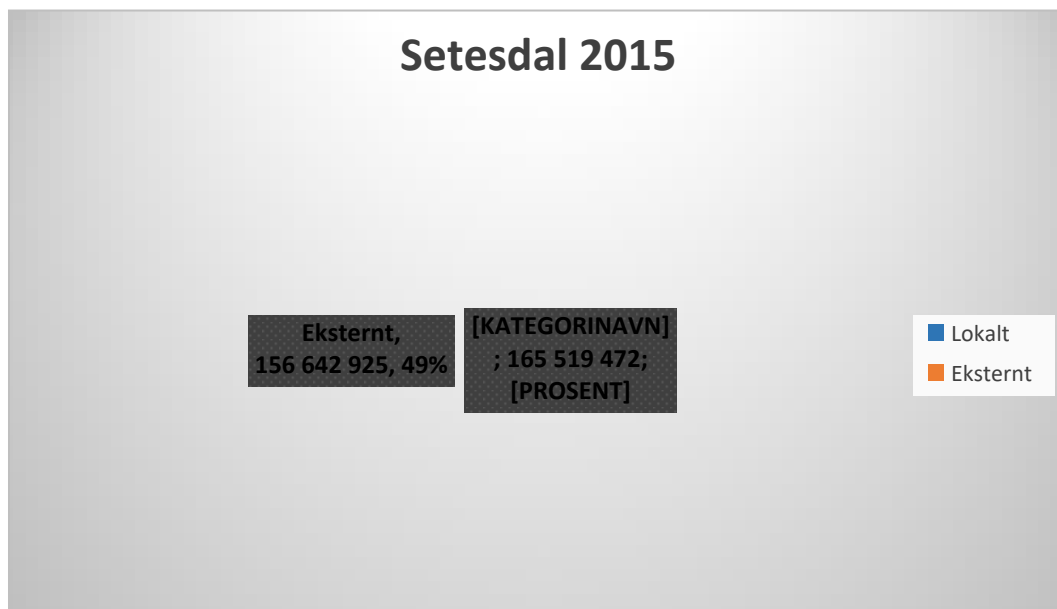 Setesdal 2015
Eksternt,
156 642 925, 49%
[KATEGORINAVN]
; 165 519 472;
[PROSENT]
Lokalt
Eksternt